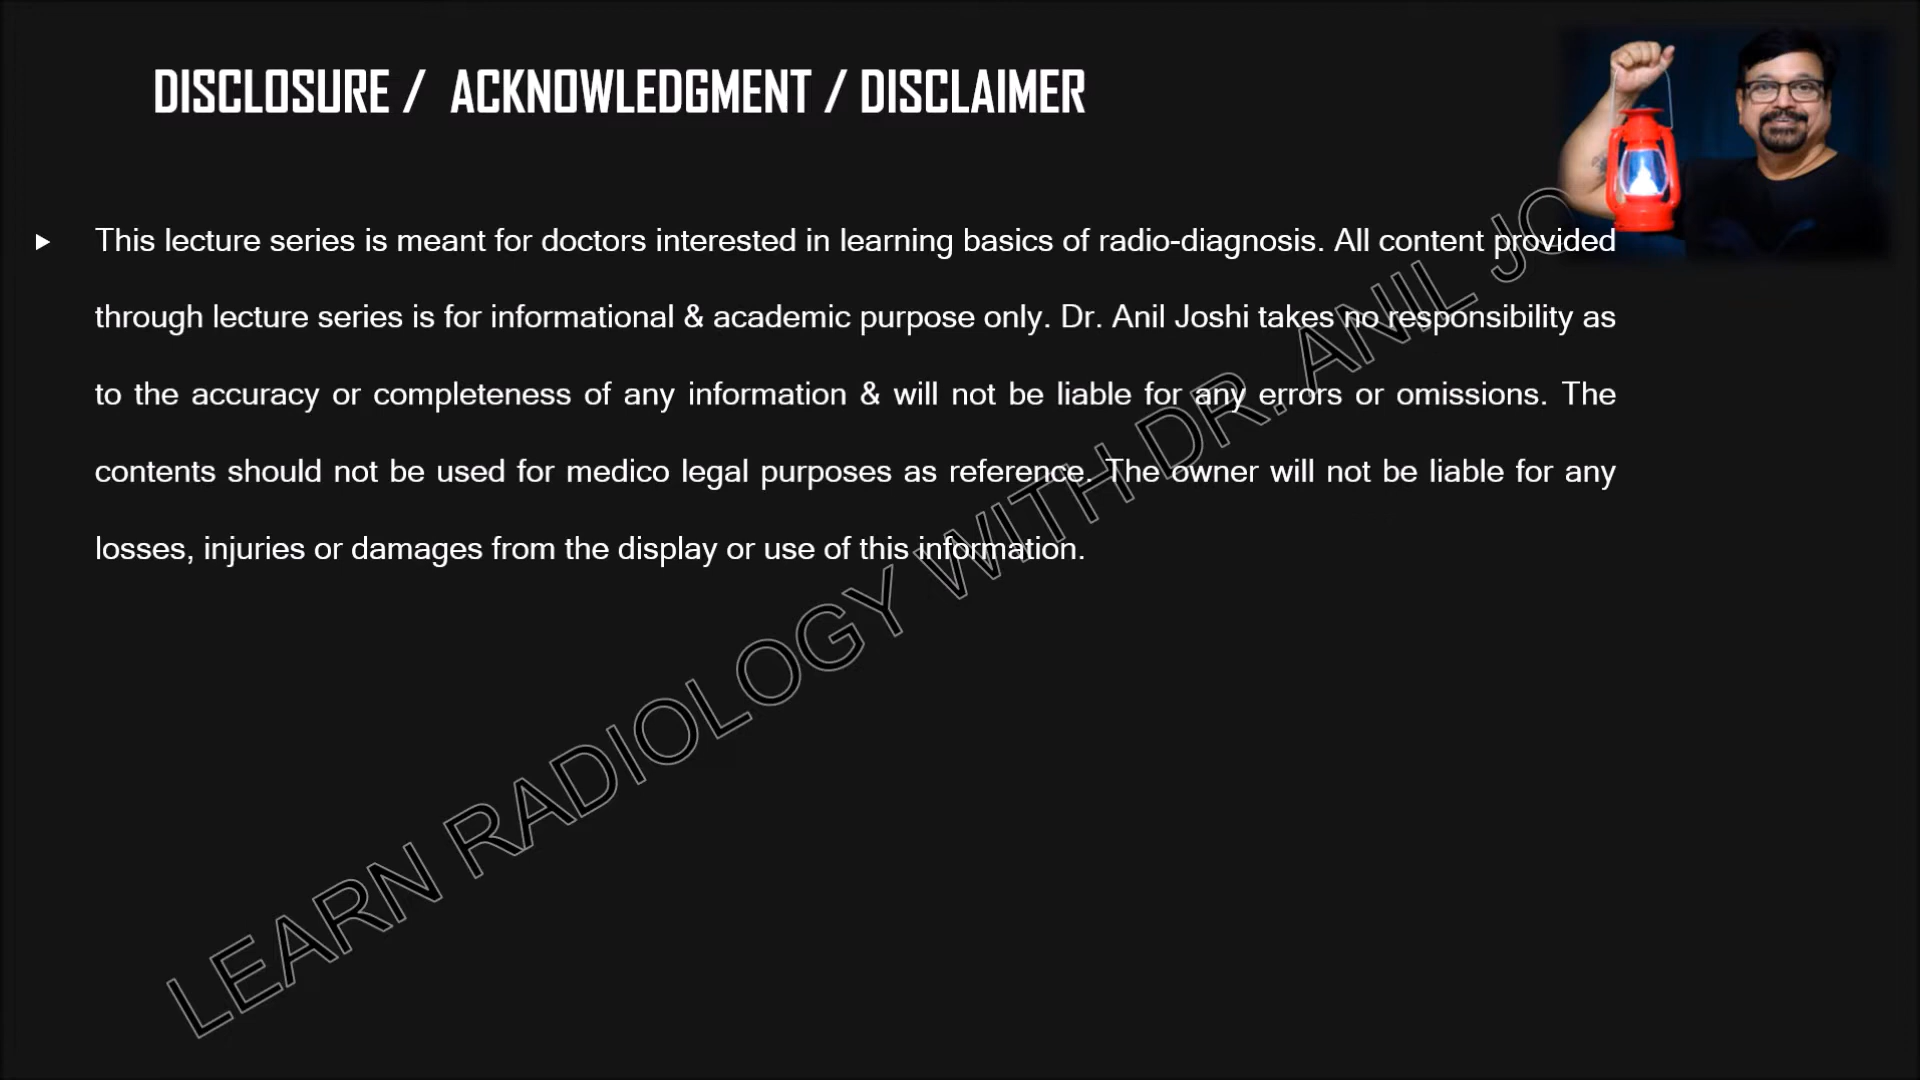 DISCLOSURE / ACKNOWLEDGMENT / DISCLAIMER
This lecture series is meant for doctors interested in learning basics of radio-diagnosis. All content provided
through lecture series is for informational & academic purpose only. Dr. Anil Joshi takes no responsibility as
to the accuracy or completeness of any information & will not be liable for any errors or omissions. The
contents should not be used for medico legal purposes as reference. The owner will not be liable for any
losses, injuries or damages from the display or use of this information.
LEARN RADIOLOGY WITH DR. ANIL JO